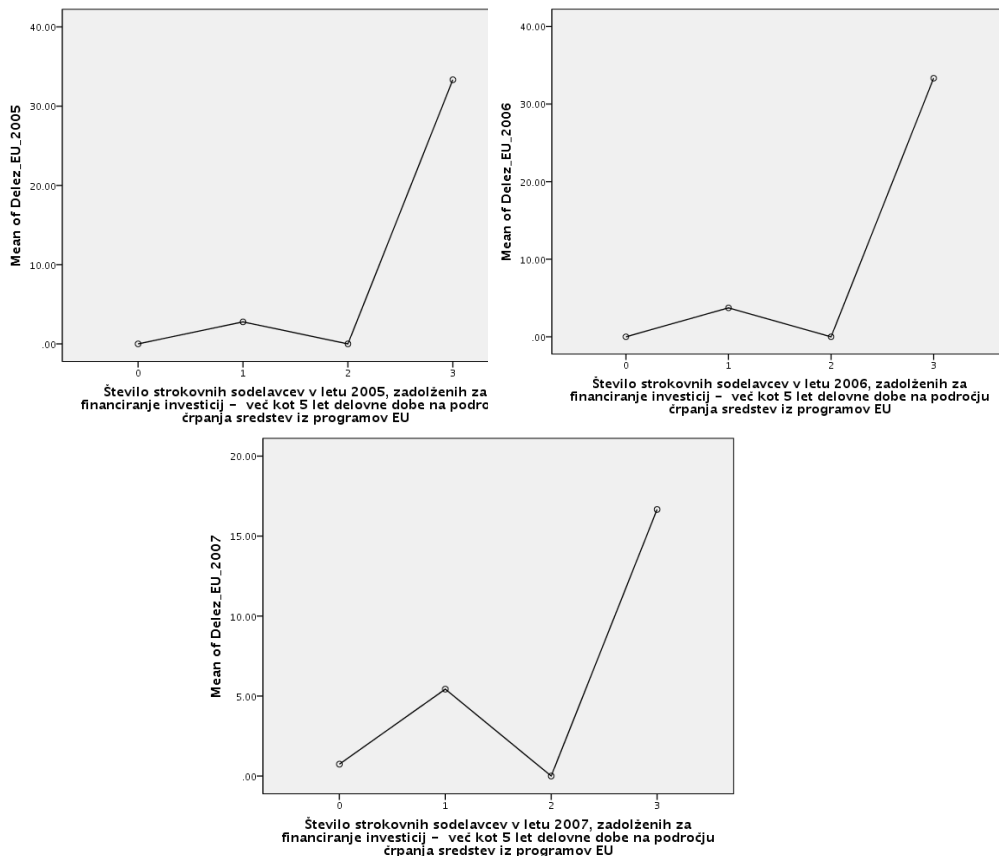 40.00
30.00
20.00
10.00
.00
Mean of Delez_EU_2005
0 1 2 3
Število strokovnih sodelavcev v letu 2005, zadolženih za
financiranje investicij – več kot 5 let delovne dobe na podro
črpanja sredstev iz programov EU
40.00
30.00
20.00
10.00
.00
Mean of Delez_EU_2006
0 1 2 3
Število strokovnih sodelavcev v letu 2006, zadolženih za
financiranje investicij – več kot 5 let delovne dobe na področju
črpanja sredstev iz programov EU
20.00
15.00
10.00
5.00
.00
Mean of Delez_EU_2007
0 1 2 3
Število strokovnih sodelavcev v letu 2007, zadolženih za
financiranje investicij – več kot 5 let delovne dobe na področju
črpanja sredstev iz programov EU